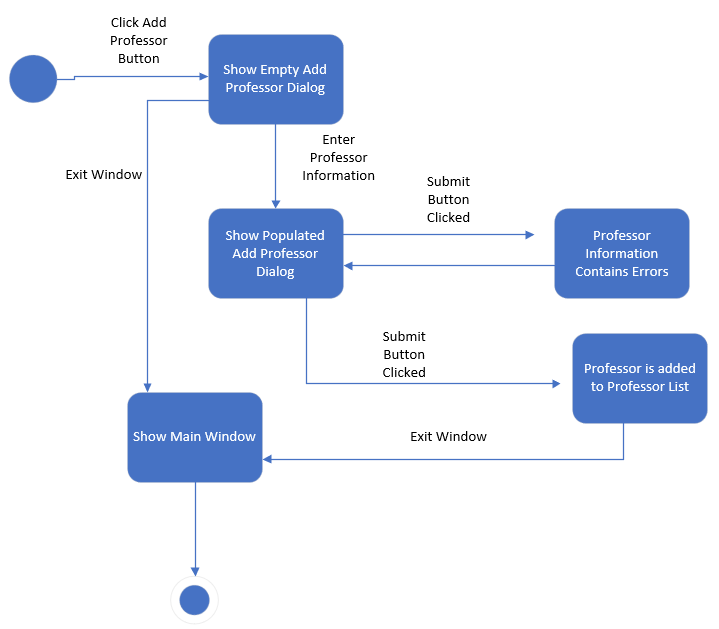 Click Add
Professor
Button
Show Empty Add
Professor Dialog
Enter
Professor
Information
Exit Window
Submit
Button
Clicked
Show Populated
Add Professor
Dialog
Professor
Information
Contains Errors
Submit
Button
Clicked
Professor is added
to Professor List
Show Main Window
Exit Window